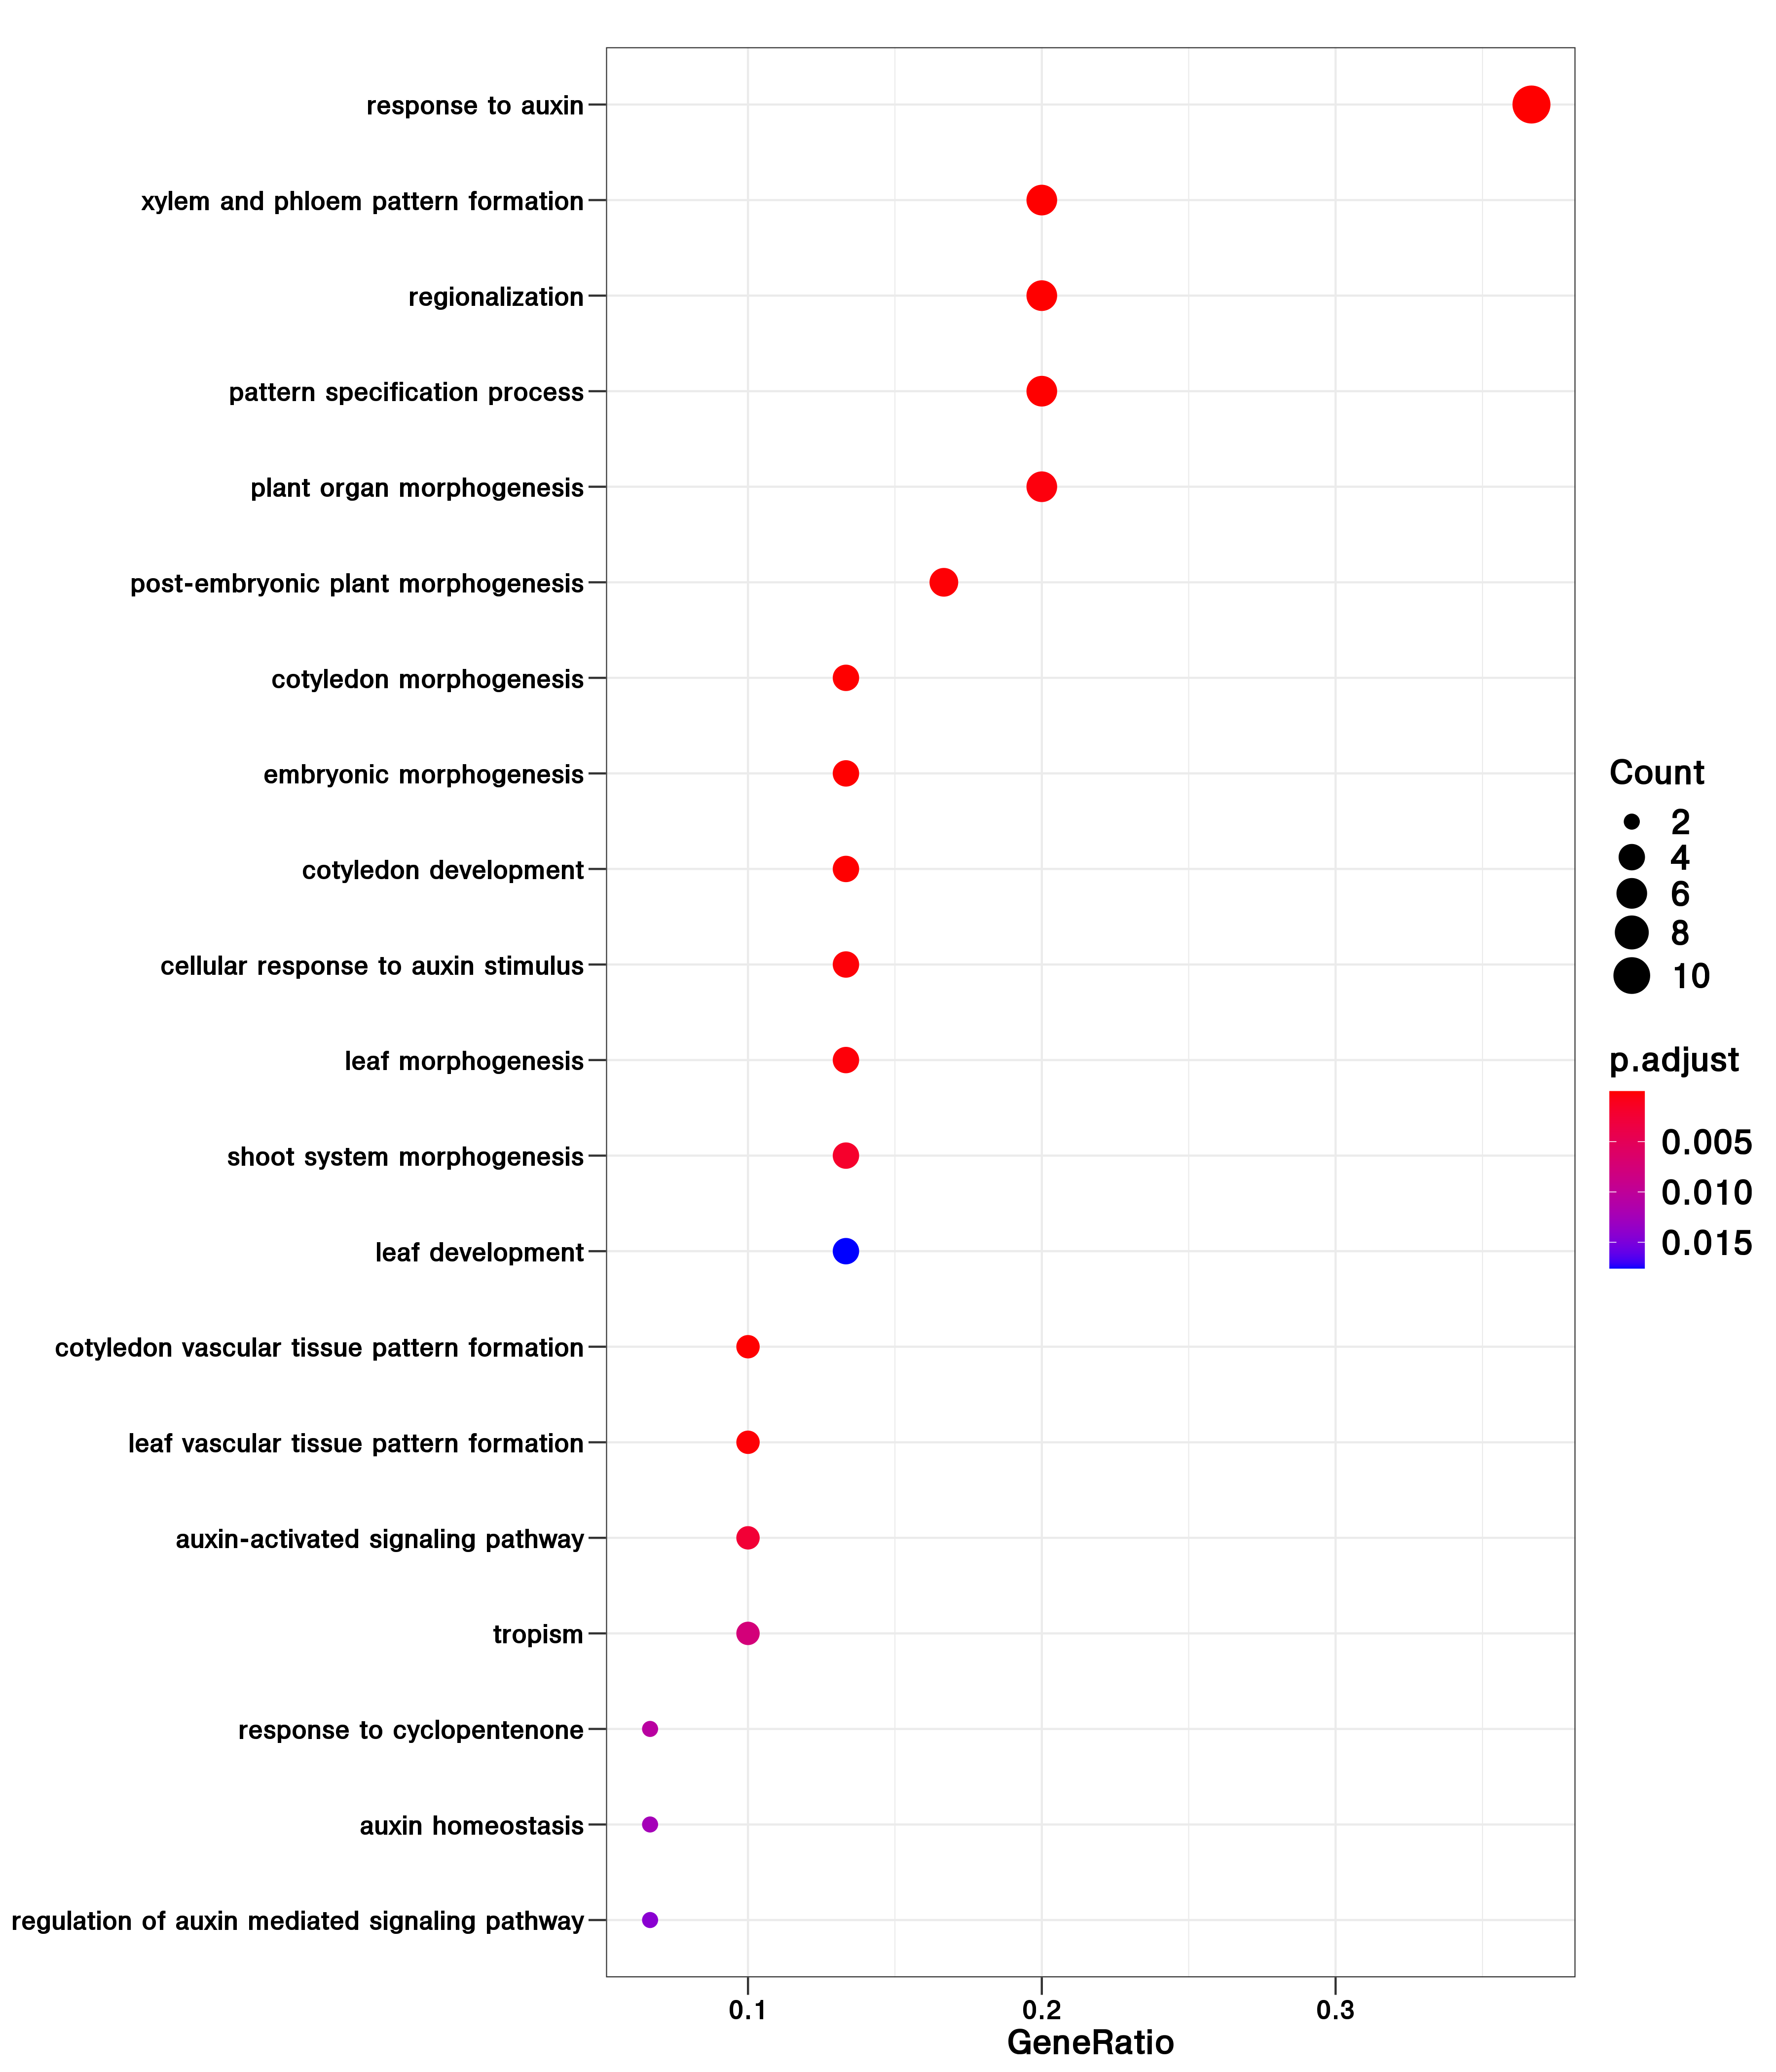 response to auxin
xylem and phloem pattern formation
regionalization
pattern specification process
plant organ morphogenesis
post-embryonic plant morphogenesis
cotyledon morphogenesis
embryonic morphogenesis
cotyledon development
cellular response to auxin stimulus
leaf morphogenesis
shoot system morphogenesis
leaf development
cotyledon vascular tissue pattern formation
leaf vascular tissue pattern formation
auxin-activated signaling pathway
tropism
response to cyclopentenone
auxin homeostasis
regulation of auxin mediated signaling pathway
0.1 0.2 0.3
GeneRatio
Count
2
4
6
8
10
p.adjust
0.005
0.010
0.015